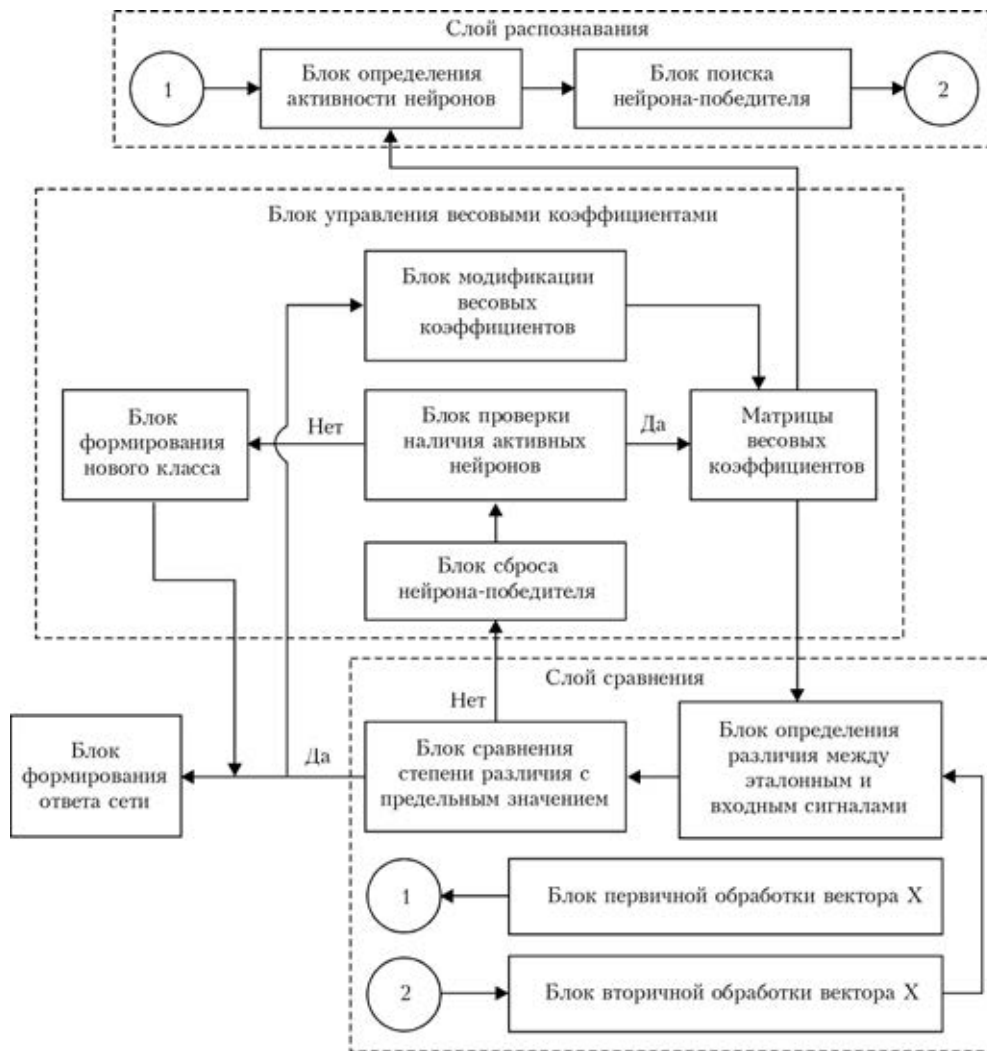 Слой распознавания
1
Блок определения
активности нейронов
Блок поиска
нейрона-победителя
2
Блок управления весовыми коэффициентами
Блок модификации
весовых
коэффициентов
Блок
формирования
нового класса
Нет
Блок проверки
наличия активных
нейронов
Да
Матрицы
весовых
коэффициентов
Блок сброса
нейрона-победителя
Слой сравнения
Нет
Блок
формирования
ответа сети
Да
Блок сравнения
степени различия с
предельным значением
Блок определения
различия между
эталонным и
входным сигналами
1
Блок первичной обработки вектора X
2
Блок вторичной обработки вектора X